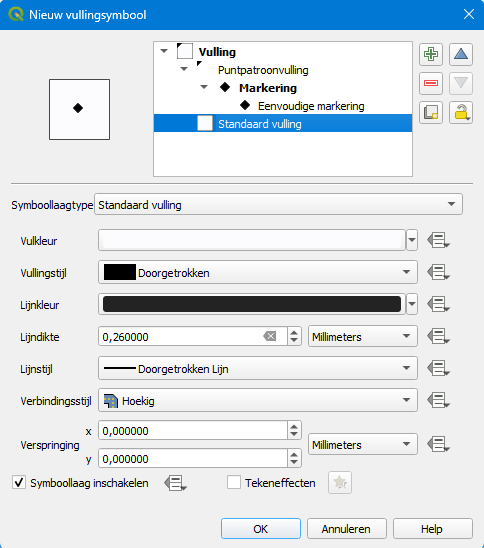 Nieuw vullingsymbool
Vulling
Puntpatroonvulling
Markering
Eenvoudige markering
Standaard vulling
Symboollaagtype Standaard vulling
Vulkleur
Vullingstijl Doorgetrokken
Lijnkleur
Lijndikte 0,260000 Millimeters
Lijnstijl Doorgetrokken Lijn
Verbindingsstijl Hoekig
x 0,000000
Verspringing Millimeters
y 0,000000
Symboollaag inschakelen Tekeneffecten
OK Annuleren Help